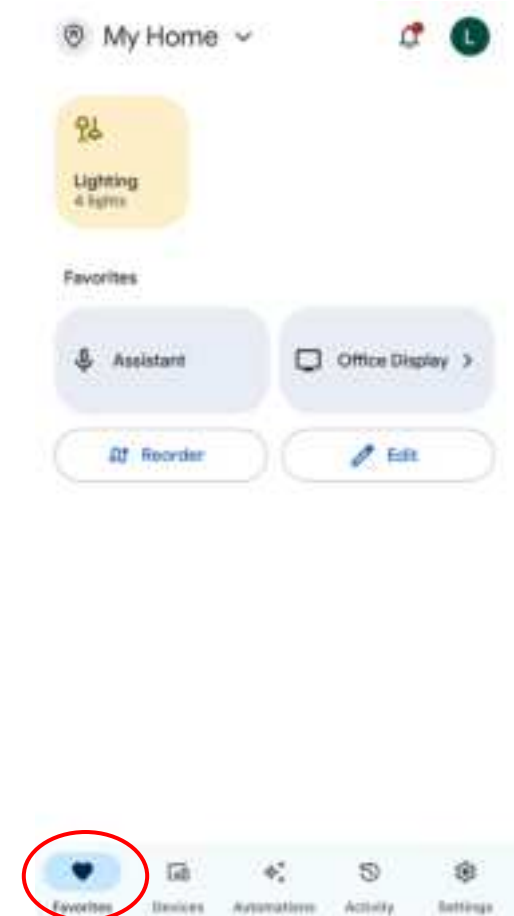 My Home
L
Lighting
4 lights
Favorites
Assistant
Office Display
Reorder
Edit
Favorites
Devices
Automations
Activity
Settings